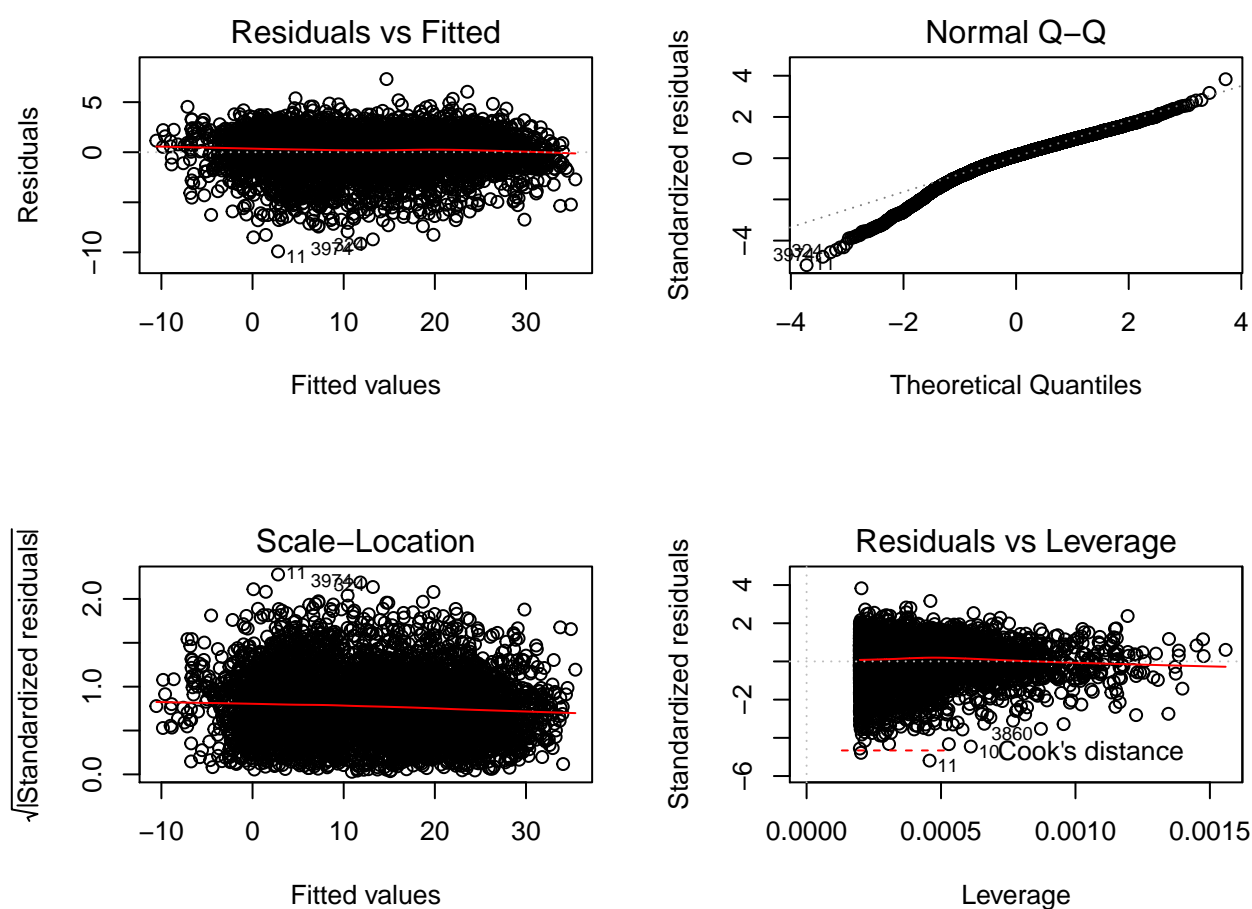 Residuals vs Fitted
Residuals
5
0
−10
−10 0 10 20 30
Fitted values
11
3974
324
Normal Q−Q
Standardized residuals
4
2
0
−4
−4 −2 0 2 4
Theoretical Quantiles
324
3974
11
Scale−Location
√|Standardized residuals|
2.0
1.0
0.0
−10 0 10 20 30
Fitted values
11
3974
324
Residuals vs Leverage
Standardized residuals
4
2
−2
−6
0.0000 0.0005 0.0010 0.0015
Leverage
3860
10
Cook's distance
11